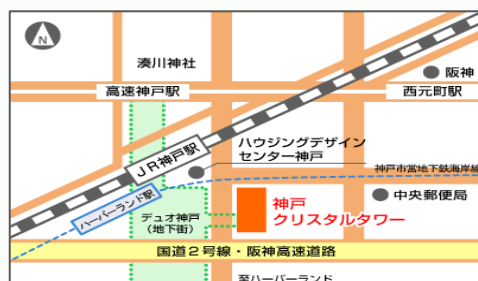 N
湊川神社
阪神
高速神戸駅
西元町駅
JR神戸駅
ハウジングデザイン
センター神戸
神戸市営地下鉄海岸線
ハーバーランド駅
中央郵便局
デュオ神戸
(地下街)
神戸
クリスタルタワー
国道2号線・阪神高速道路
至ハーバーランド